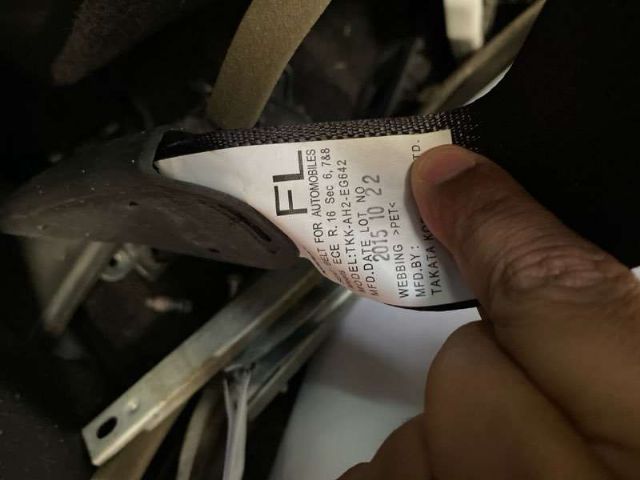 FL
BELT FOR AUTOMOBILES
ECE R.16 Sec 6,7&8
MODEL:TKK-AH2-EG642
MFD.DATE LOT NO
2015 10 22
WEBBING >PET<
MFD.BY:
TAKATA TD.